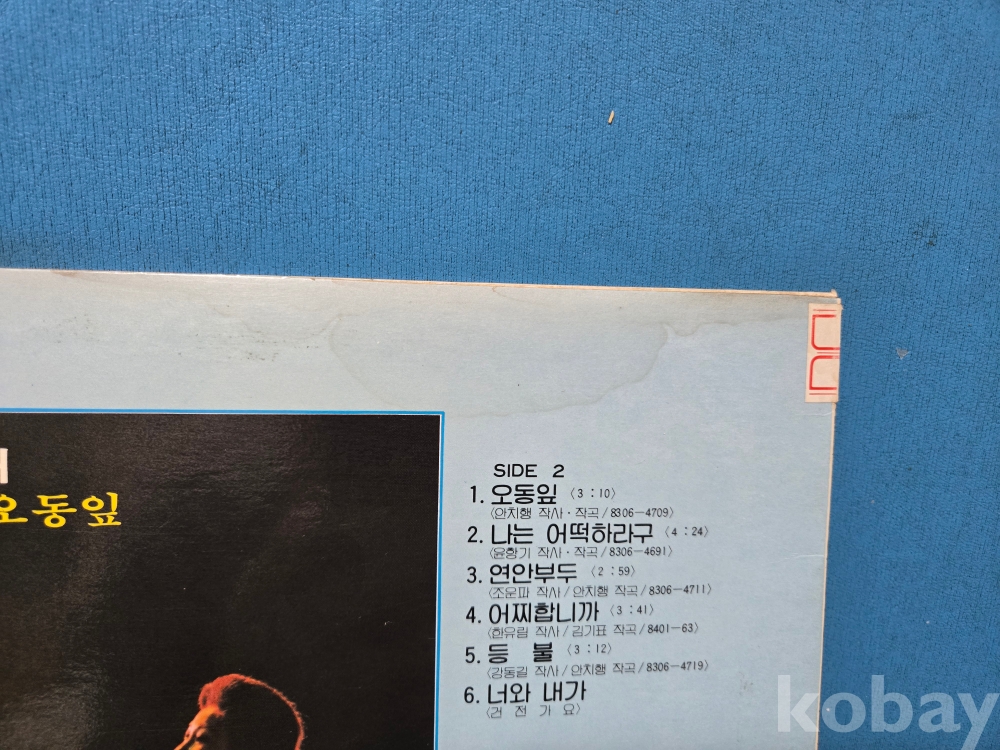 오동잎
SIDE 2
1. 오동잎 〈3：10〉
〈안치행 작사·작곡/8306-4709〉
2. 나는 어떡하라구 〈4：24〉
〈윤항기 작사·작곡/8306-4691〉
3. 연안부두 〈2：59〉
〈조운파 작사/안치행 작곡/8306-4711〉
4. 어찌합니까 〈3：41〉
〈한유림 작사/김기표 작곡/8401-63〉
5. 등 불 〈3：12〉
〈강동길 작사/안치행 작곡/8306-4719〉
6. 너와 내가
〈건 전 가 요〉
kobay